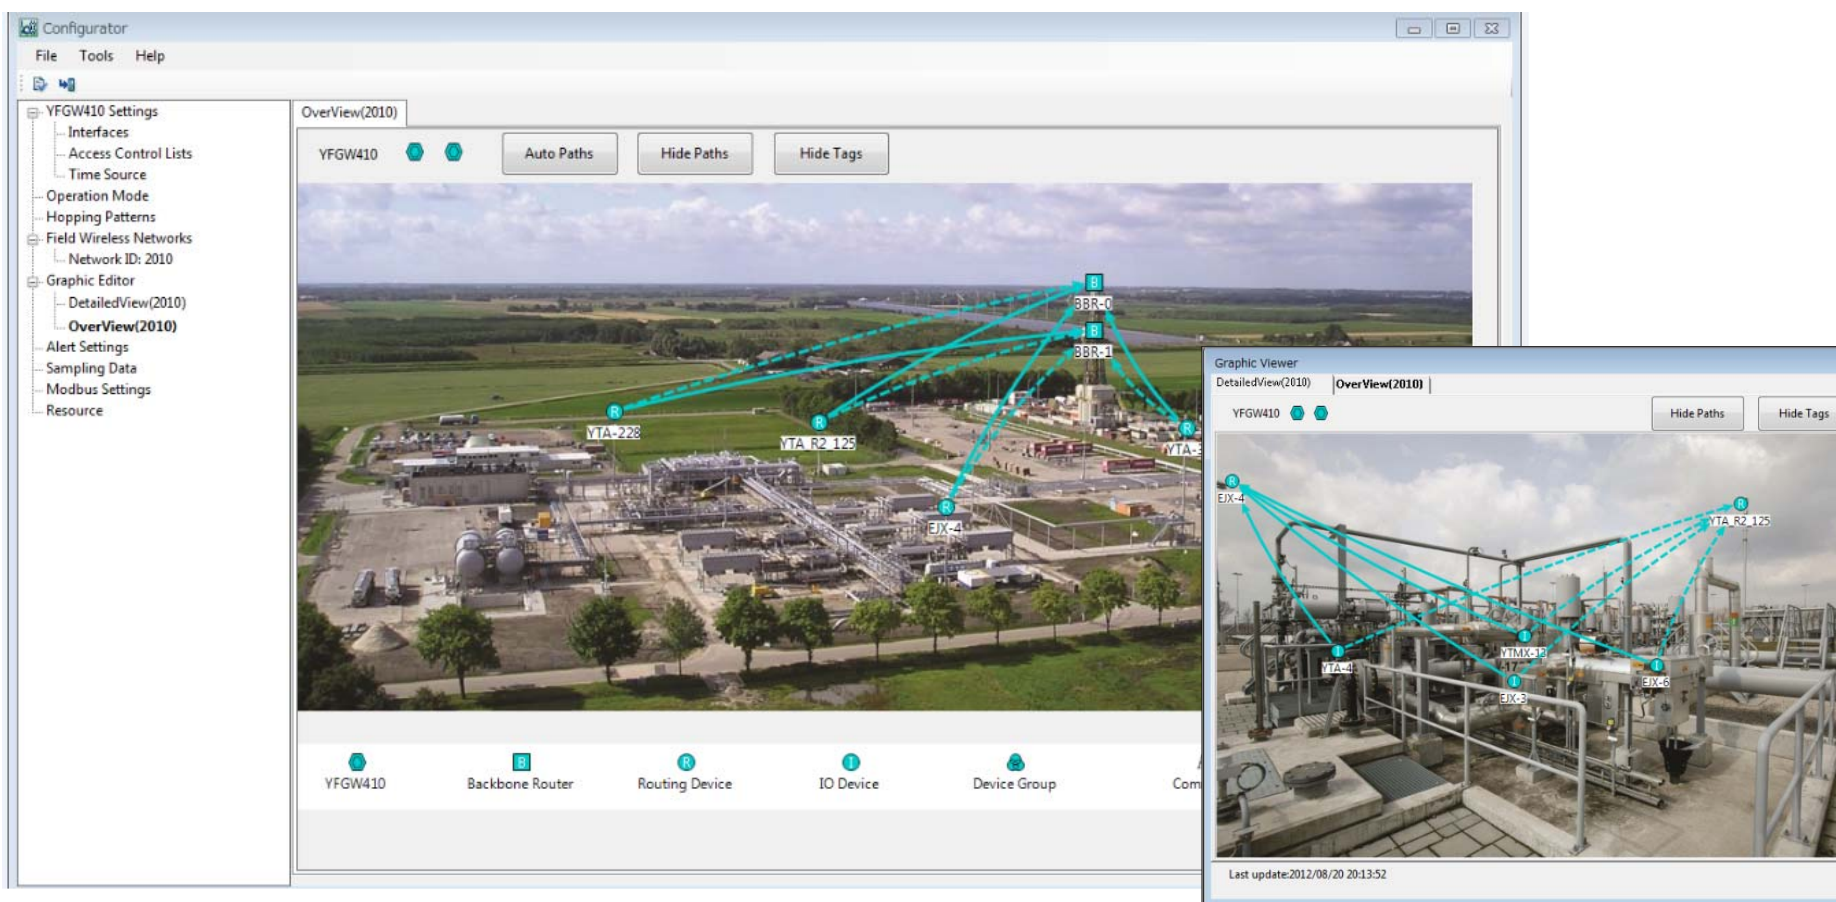 Configurator
File Tools Help
YFGW410 Settings
Interfaces
Access Control Lists
Time Source
Operation Mode
Hopping Patterns
Field Wireless Networks
Network ID: 2010
Graphic Editor
DetailedView(2010)
OverView(2010)
Alert Settings
Sampling Data
Modbus Settings
Resource
OverView(2010)
YFGW410 Auto Paths Hide Paths Hide Tags
B
BBR-0
B
BBR-1
R
YTA-228
R
YTA_R2_125
R
R
EJX-4
B R I
YFGW410 Backbone Router Routing Device IO Device Device Group
Graphic Viewer
DetailedView(2010) OverView(2010)
YFGW410 Hide Paths Hide Tags
R
EJX-4
R
YTA_R2_125
I
YTMX-12
I
YTA-4
I
EJX-6
I
EJX-3
Last update:2012/08/20 20:13:52